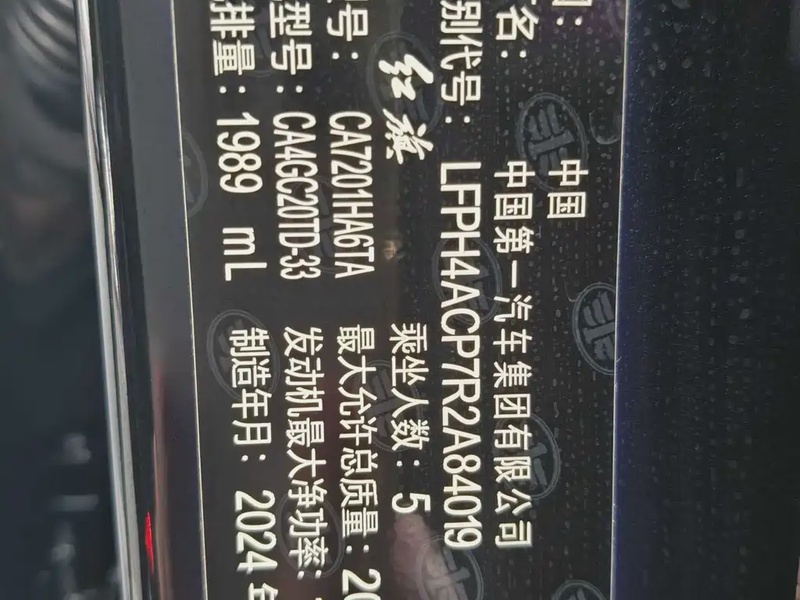 中国
名: 中国第一汽车集团有限公司
别代号: LFPH4ACP7R2A84019
红旗 乘坐人数: 5
号: CA7201HA6TA 最大允许总质量: 20
型号: CA4GC20TD-33 发动机最大净功率:
排量: 1989 mL 制造年月: 2024